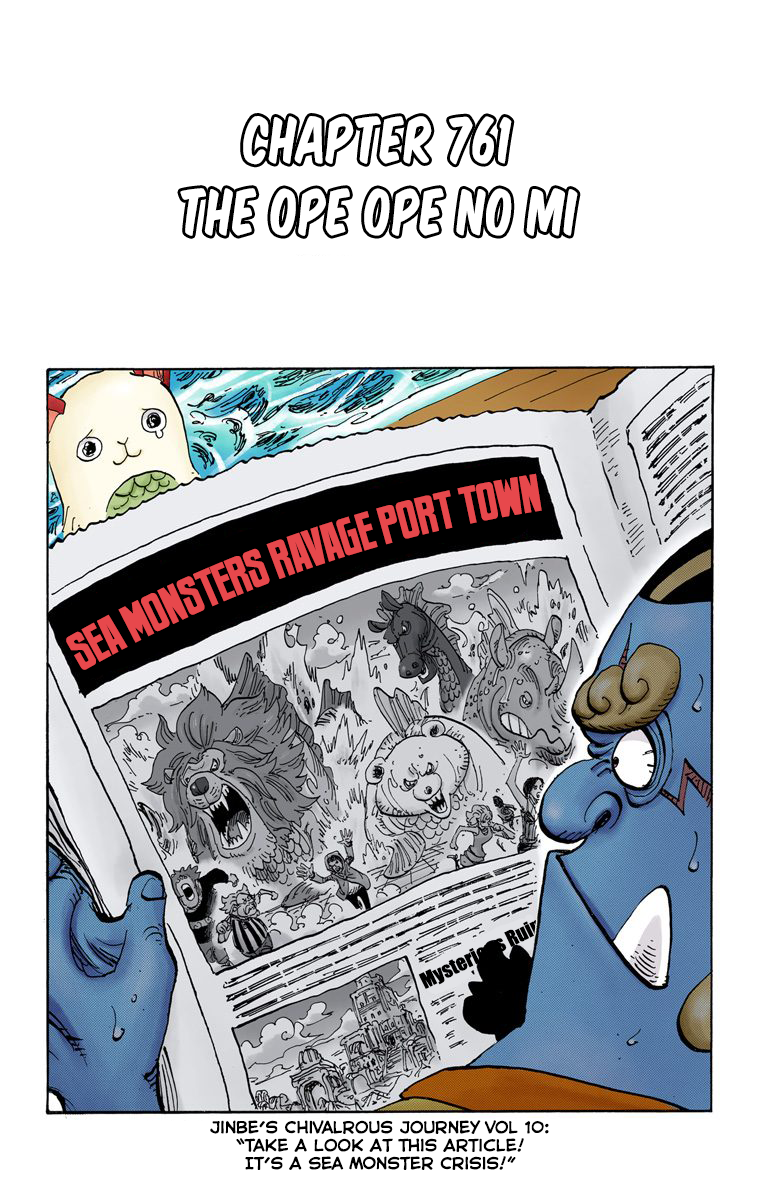 CHAPTER 761
THE OPE OPE NO MI
SEA MONSTERS RAVAGE PORT TOWN
Mysterious
JINBE'S CHIVALROUS JOURNEY VOL 10:
"TAKE A LOOK AT THIS ARTICLE!
IT'S A SEA MONSTER CRISIS!"